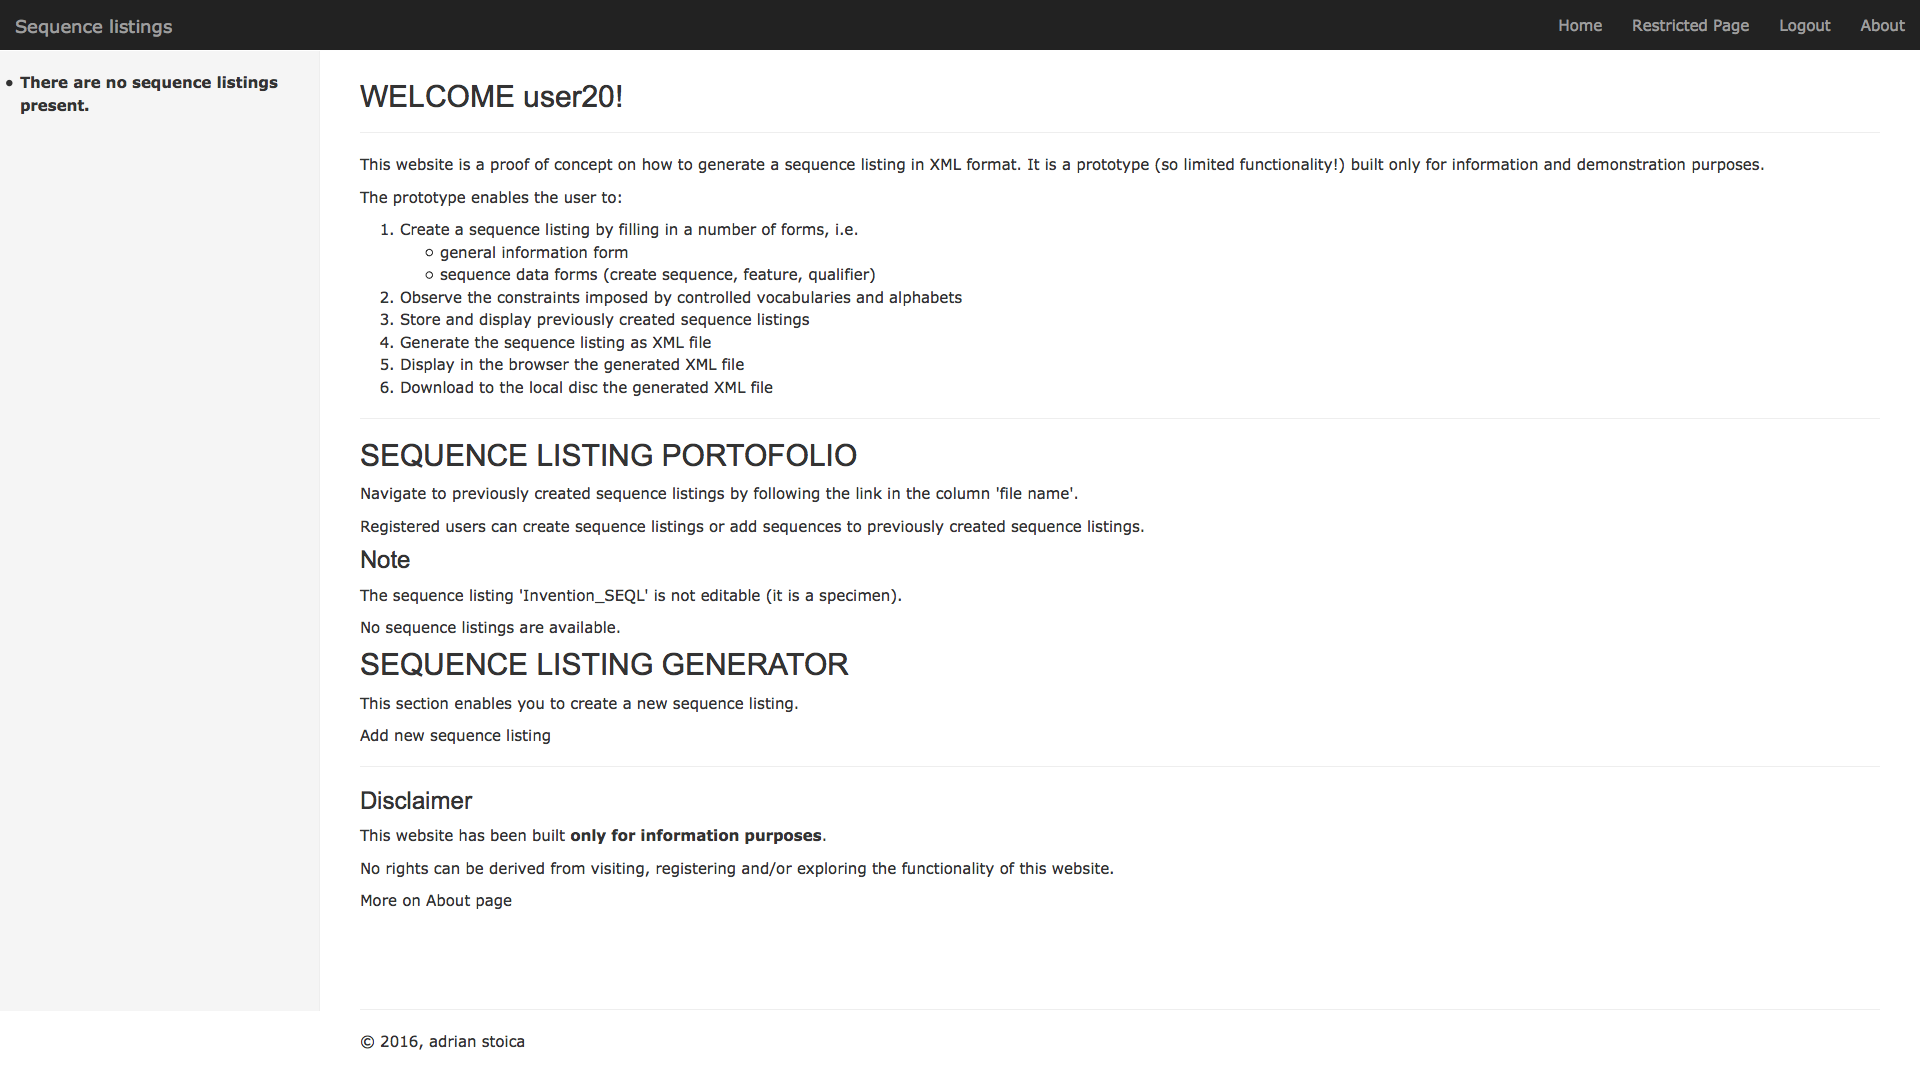 Sequence listings
Home
Restricted Page
Logout
About
There are no sequence listings
present.
WELCOME user20!
This website is a proof of concept on how to generate a sequence listing in XML format. It is a prototype (so limited functionality!) built only for information and demonstration purposes.
The prototype enables the user to:
1. Create a sequence listing by filling in a number of forms, i.e.
general information form
sequence data forms (create sequence, feature, qualifier)
2. Observe the constraints imposed by controlled vocabularies and alphabets
3. Store and display previously created sequence listings
4. Generate the sequence listing as XML file
5. Display in the browser the generated XML file
6. Download to the local disc the generated XML file
SEQUENCE LISTING PORTOFOLIO
Navigate to previously created sequence listings by following the link in the column 'file name'.
Registered users can create sequence listings or add sequences to previously created sequence listings.
Note
The sequence listing 'Invention_SEQL' is not editable (it is a specimen).
No sequence listings are available.
SEQUENCE LISTING GENERATOR
This section enables you to create a new sequence listing.
Add new sequence listing
Disclaimer
This website has been built only for information purposes.
No rights can be derived from visiting, registering and/or exploring the functionality of this website.
More on About page
© 2016, adrian stoica